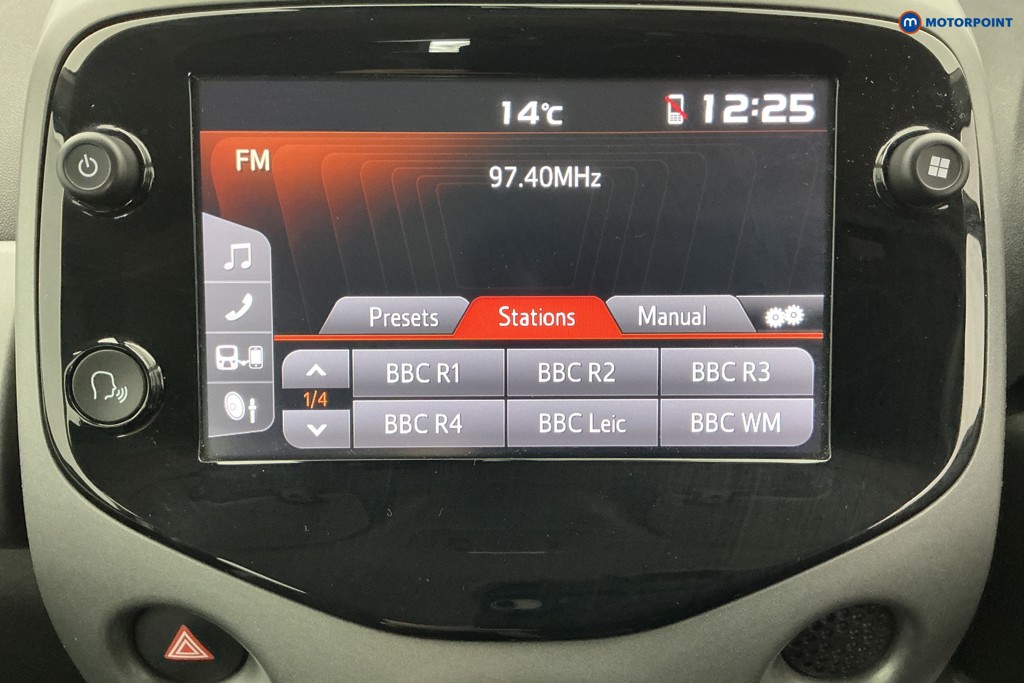 MOTORPOINT
14°C 12:25
FM
97.40MHz
Presets Stations Manual
BBC R1 BBC R2 BBC R3
1/4
BBC R4 BBC Leic BBC WM